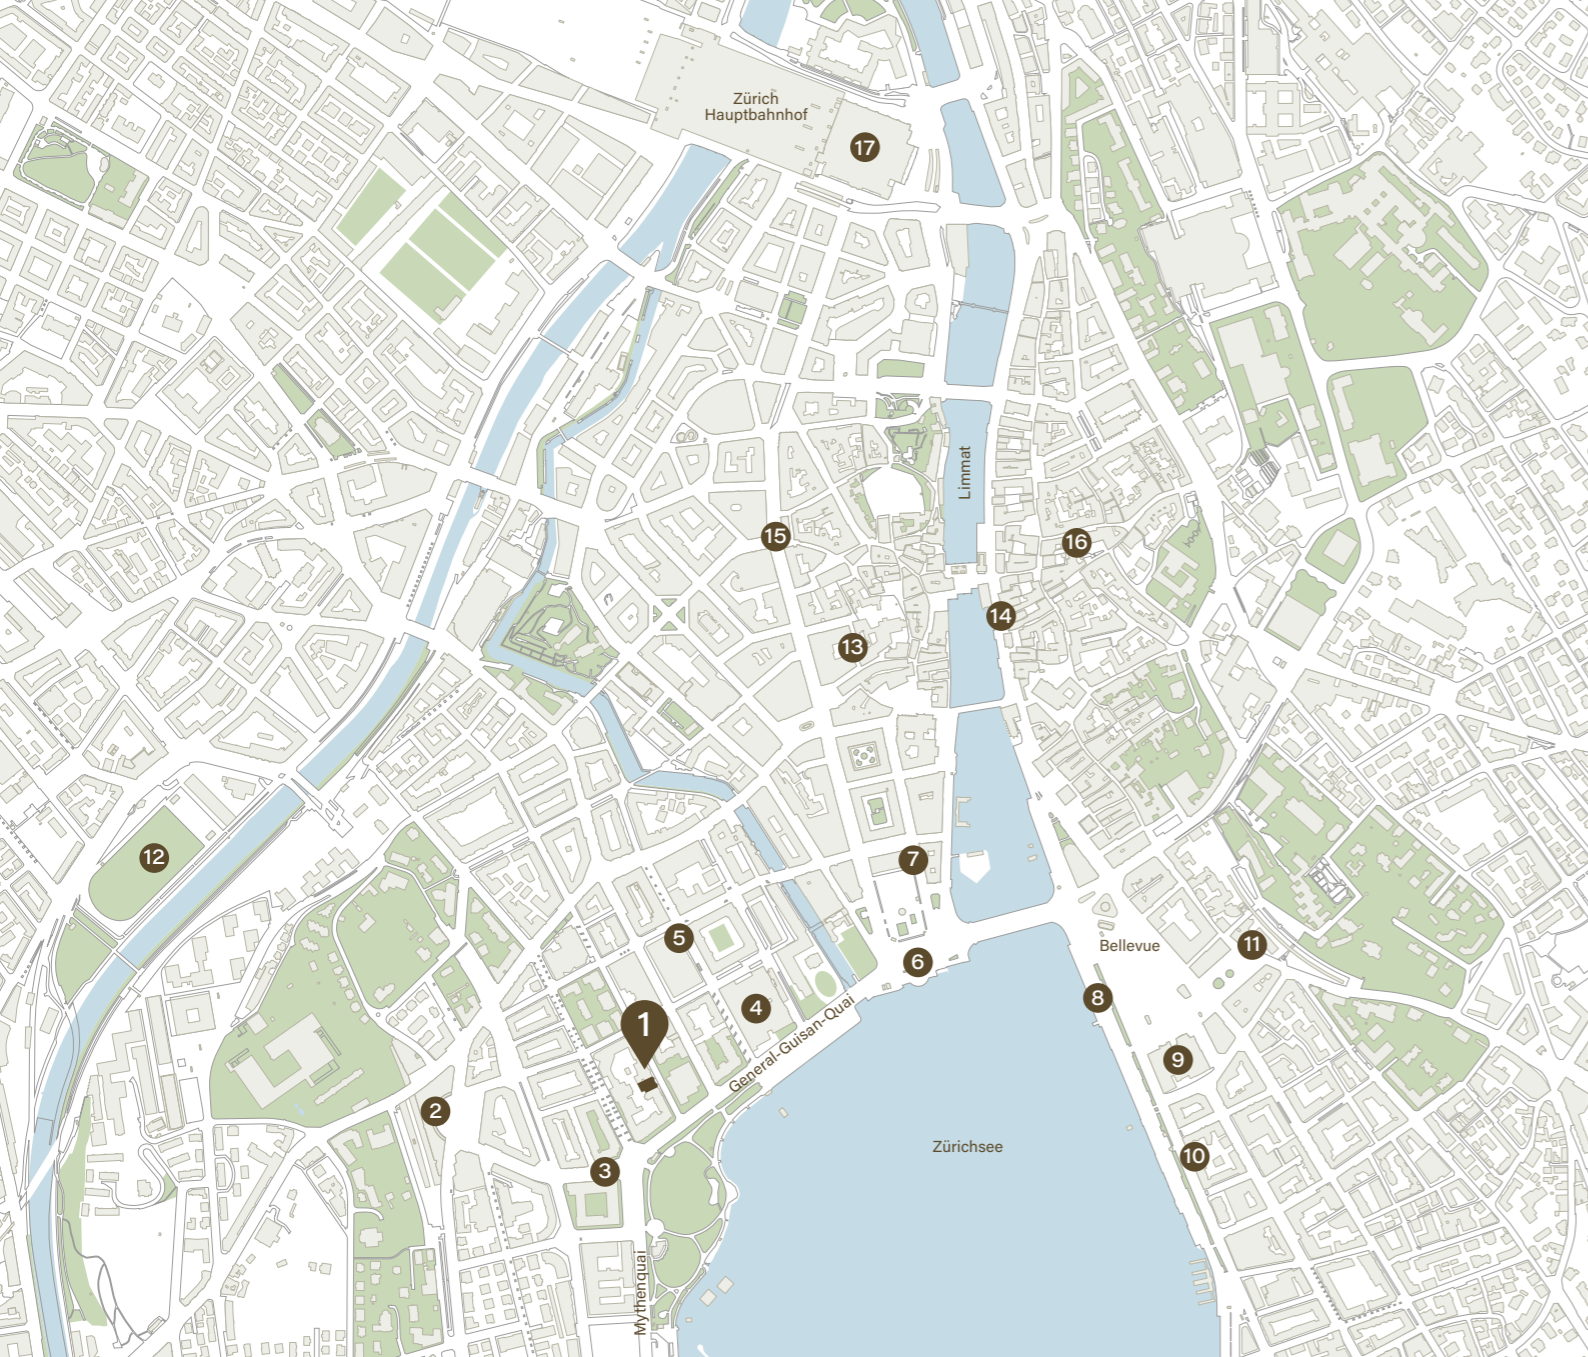 Zürich
Hauptbahnhof
17
Limmat
15
16
14
13
12
7
5
6
Bellevue
11
8
4
1
General-Guisan-Quai
9
2
Zürichsee
10
3
Mythenquai